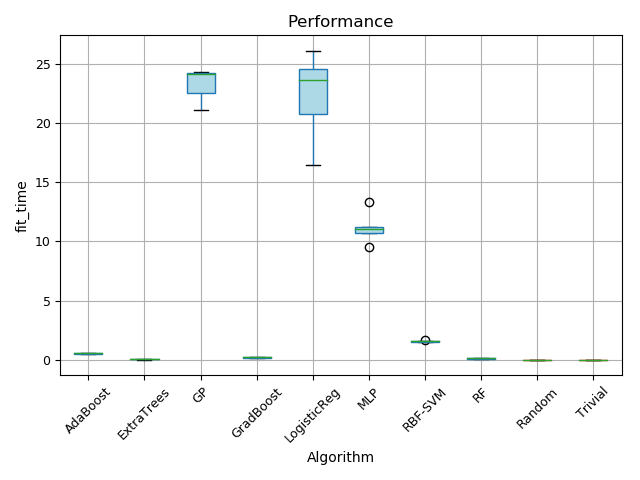 Performance
fit_time
25
20
15
10
5
0
AdaBoost
ExtraTrees
GP
GradBoost
LogisticReg
MLP
RBF-SVM
RF
Random
Trivial
Algorithm